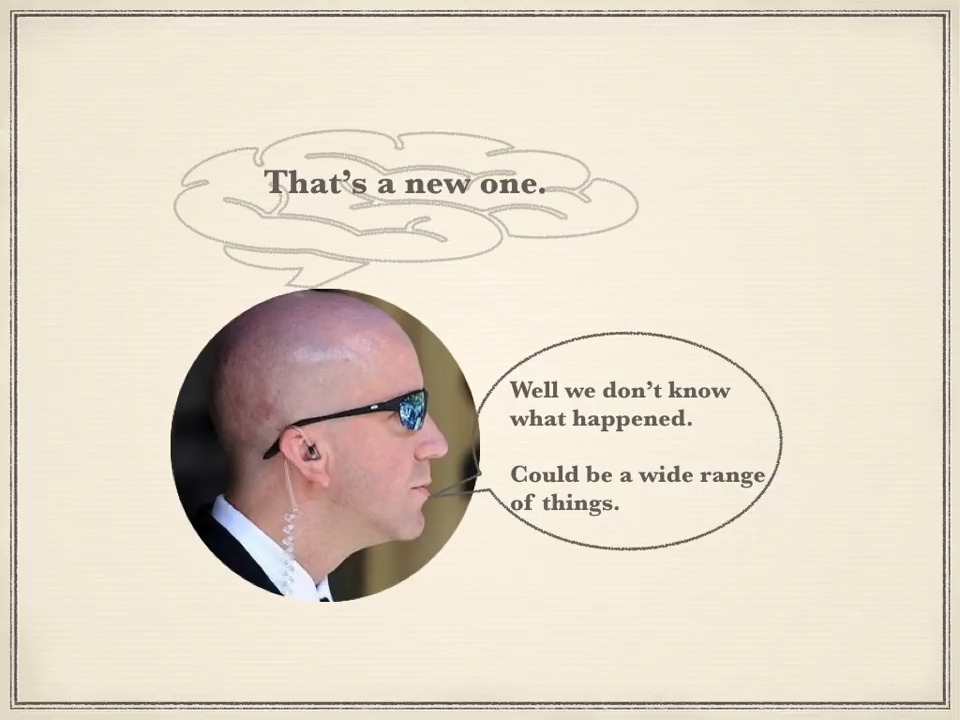 That’s a new one.
Well we don’t know
what happened.
Could be a wide range
of things.